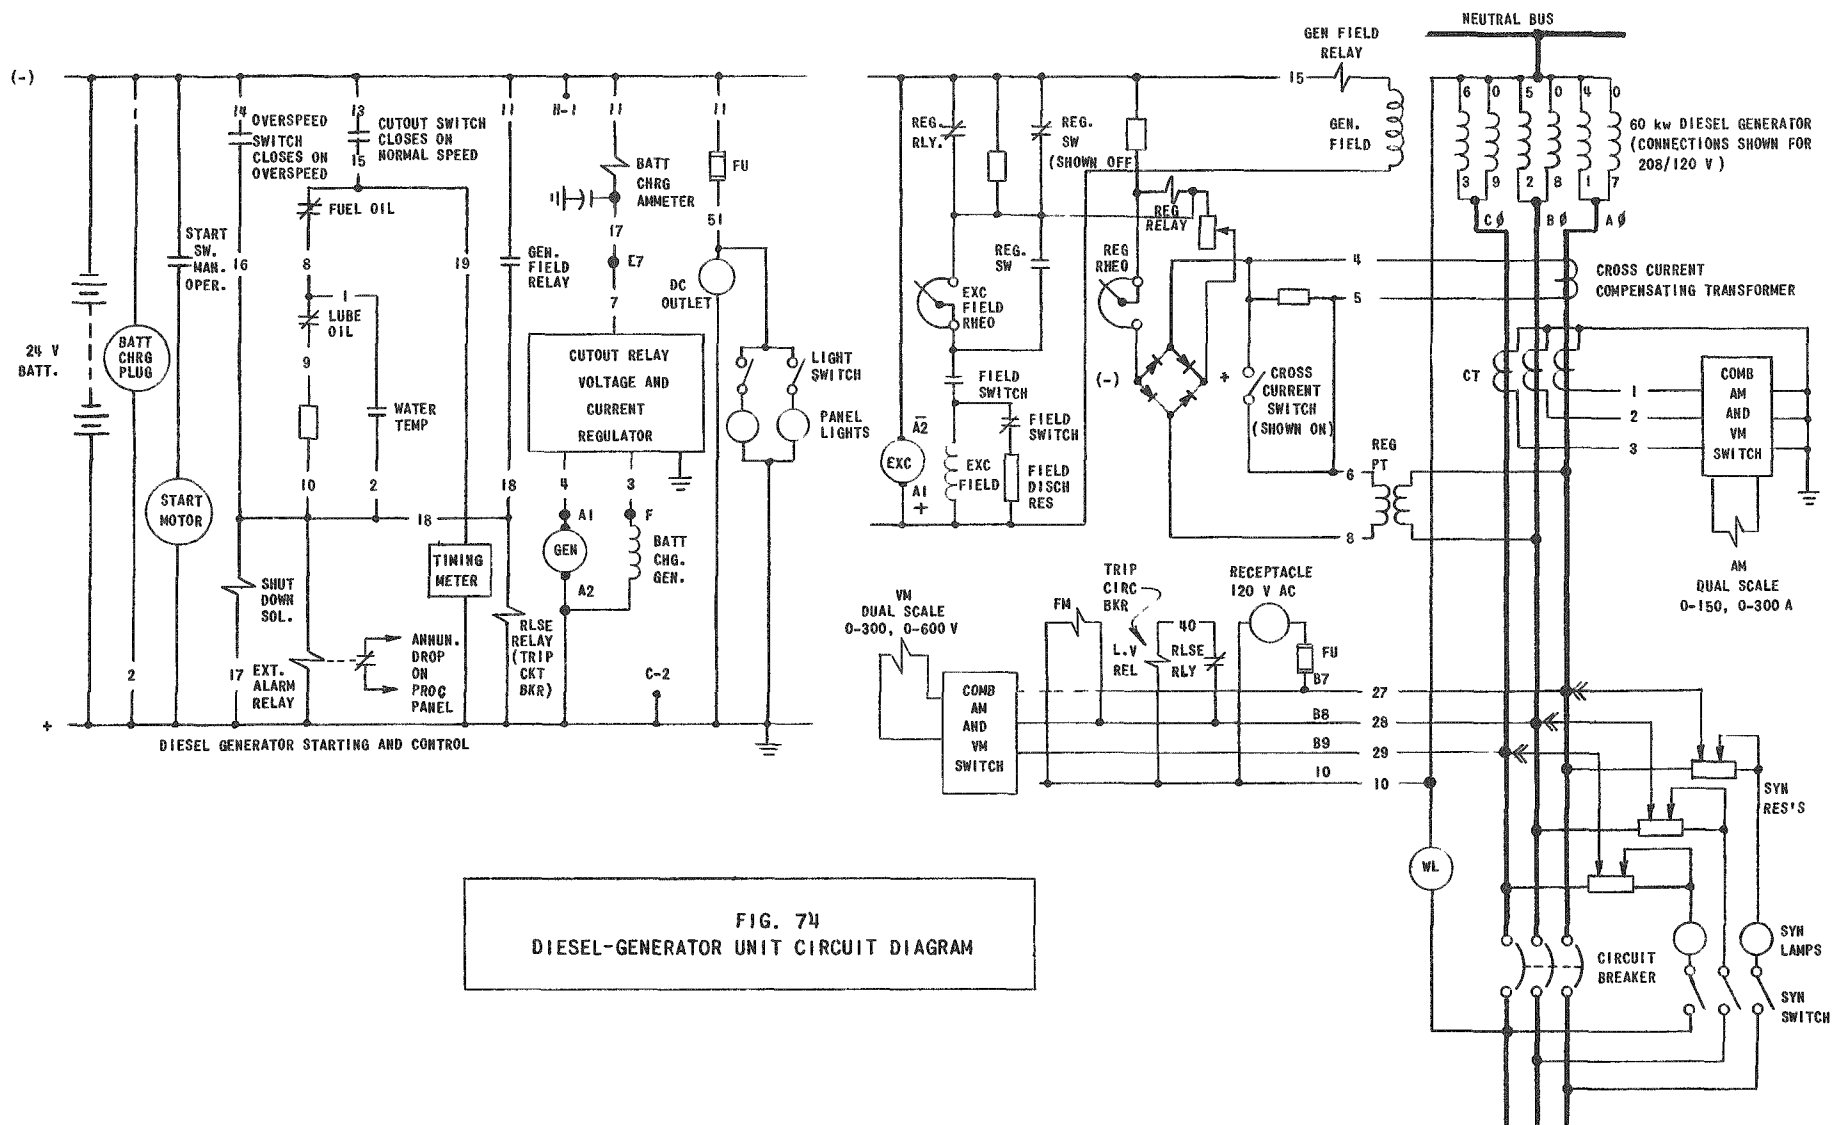 (-)
14
OVERSPEED
SWITCH
CLOSES ON
OVERSPEED
13
CUTOUT SWITCH
CLOSES ON
NORMAL SPEED
15
11
H-1
11
11
FUEL OIL
BATT
CHRG
AMMETER
FU
START
SW.
MAN.
OPER.
16
8
19
GEN.
FIELD
RELAY
17
E7
51
DC
OUTLET
1
LUBE
OIL
7
24 V
BATT.
BATT
CHRG
PLUG
9
CUTOUT RELAY
VOLTAGE AND
CURRENT
REGULATOR
LIGHT
SWITCH
WATER
TEMP
PANEL
LIGHTS
START
MOTOR
10
2
18
18
4
3
A1
F
GEN
BATT
CHG.
GEN.
A2
TIMING
METER
SHUT
DOWN
SOL.
RLSE
RELAY
(TRIP
CKT
BKR)
2
17
EXT.
ALARM
RELAY
ANNUN.
DROP
ON
PROC
PANEL
C-2
+
DIESEL GENERATOR STARTING AND CONTROL
NEUTRAL BUS
GEN FIELD
RELAY
15
GEN.
FIELD
REG.
RLY.
REG.
SW
(SHOWN OFF)
6
0
5
0
4
0
3
9
2
8
1
7
60 kw DIESEL GENERATOR
(CONNECTIONS SHOWN FOR
208/120 V)
C Ø
B Ø
A Ø
REG
RELAY
REG.
SW
REG
RHEO
EXC
FIELD
RHEO
4
5
CROSS CURRENT
COMPENSATING TRANSFORMER
FIELD
SWITCH
(-)
+
CROSS
CURRENT
SWITCH
(SHOWN ON)
CT
1
2
3
COMB
AM
AND
VM
SWITCH
A2
EXC
A1
+
EXC
FIELD
FIELD
SWITCH
FIELD
DISCH
RES
REG
PT
6
8
AM
DUAL SCALE
0-150, 0-300 A
VM
DUAL SCALE
0-300, 0-600 V
FM
TRIP
CIRC
BKR
L.V
REL
40
RLSE
RLY
RECEPTACLE
120 V AC
FU
B7
27
B8
28
B9
29
10
10
COMB
AM
AND
VM
SWITCH
SYN
RES'S
WL
SYN
LAMPS
CIRCUIT
BREAKER
SYN
SWITCH
FIG. 74
DIESEL-GENERATOR UNIT CIRCUIT DIAGRAM